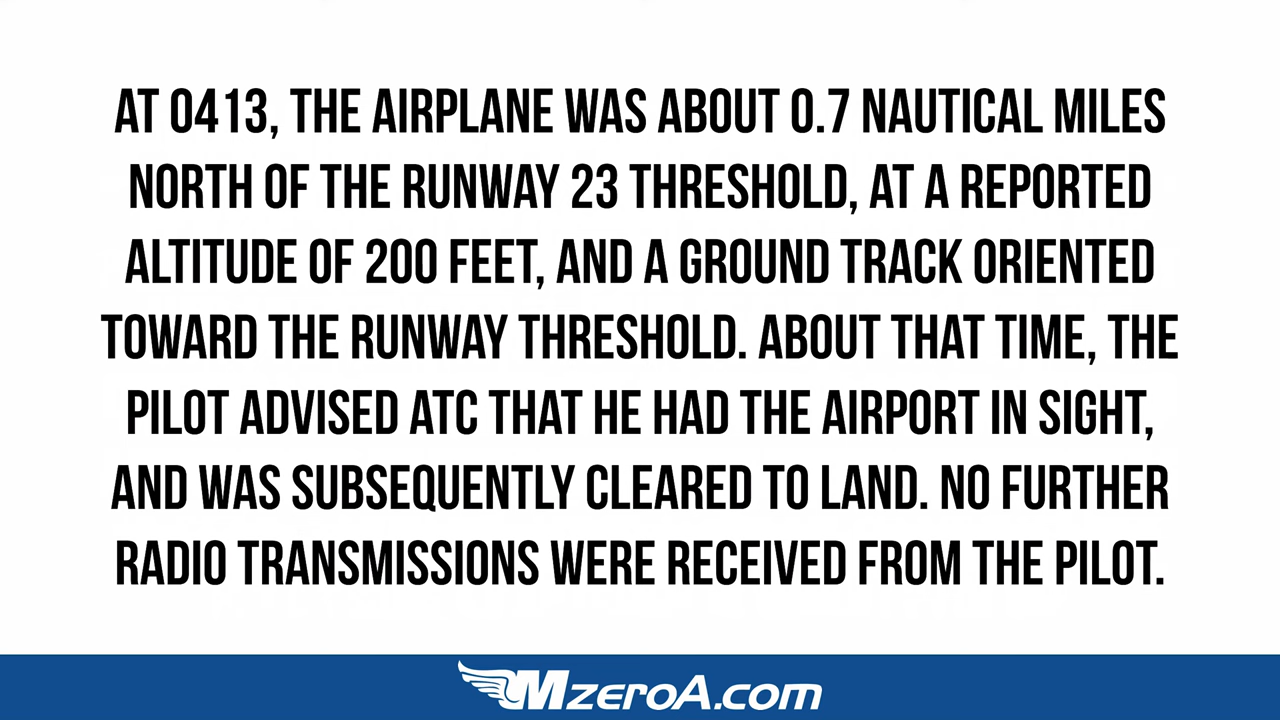 AT 0413, THE AIRPLANE WAS ABOUT 0.7 NAUTICAL MILES
NORTH OF THE RUNWAY 23 THRESHOLD, AT A REPORTED
ALTITUDE OF 200 FEET, AND A GROUND TRACK ORIENTED
TOWARD THE RUNWAY THRESHOLD. ABOUT THAT TIME, THE
PILOT ADVISED ATC THAT HE HAD THE AIRPORT IN SIGHT,
AND WAS SUBSEQUENTLY CLEARED TO LAND. NO FURTHER
RADIO TRANSMISSIONS WERE RECEIVED FROM THE PILOT.
MzeroA.com